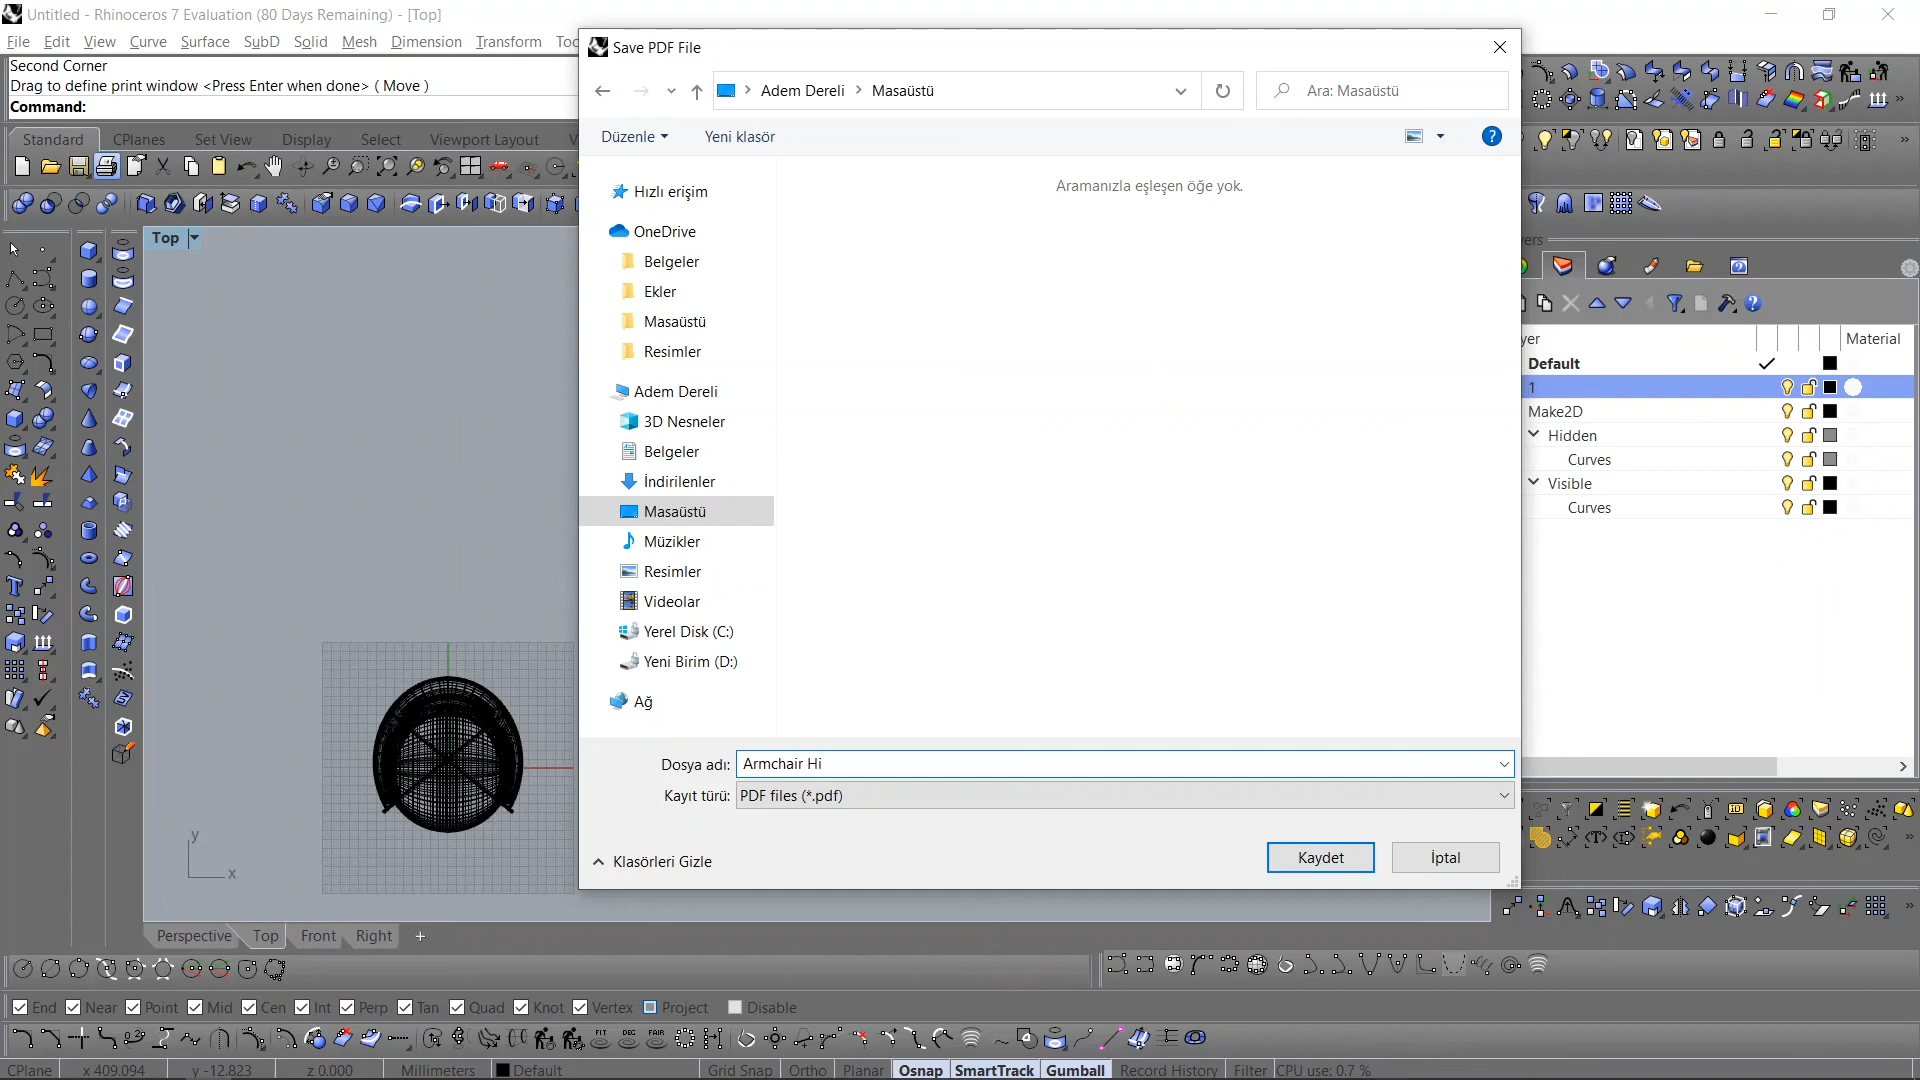 Untitled - Rhinoceros 7 Evaluation (80 Days Remaining) - [Top]
File Edit View Curve Surface SubD Solid Mesh Dimension Transform Too
Second Corner
Drag to define print window <Press Enter when done> ( Move )
Command:
Standard CPlanes Set View Display Select Viewport Layout V
Top
Save PDF File
Adem Dereli Masaüstü
Ara: Masaüstü
Düzenle Yeni klasör
Aramanızla eşleşen öğe yok.
Hızlı erişim
OneDrive
Belgeler
Ekler
Masaüstü
Resimler
Adem Dereli
3D Nesneler
Belgeler
İndirilenler
Masaüstü
Müzikler
Resimler
Videolar
Yerel Disk (C:)
Yeni Birim (D:)
Ağ
Dosya adı: Armchair Hi
Kayıt türü: PDF files (*.pdf)
Klasörleri Gizle
Kaydet İptal
ers
yer Material
Default
1
Make2D
Hidden
Curves
Visible
Curves
y
x
Perspective Top Front Right +
End Near Point Mid Cen Int Perp Tan Quad Knot Vertex Project Disable
FIT DEG FAIR
CPlane x 409.094 y -12.823 z 0.000 Millimeters Default Grid Snap Ortho Planar Osnap SmartTrack Gumball Record History Filter CPU use: 0.7 %